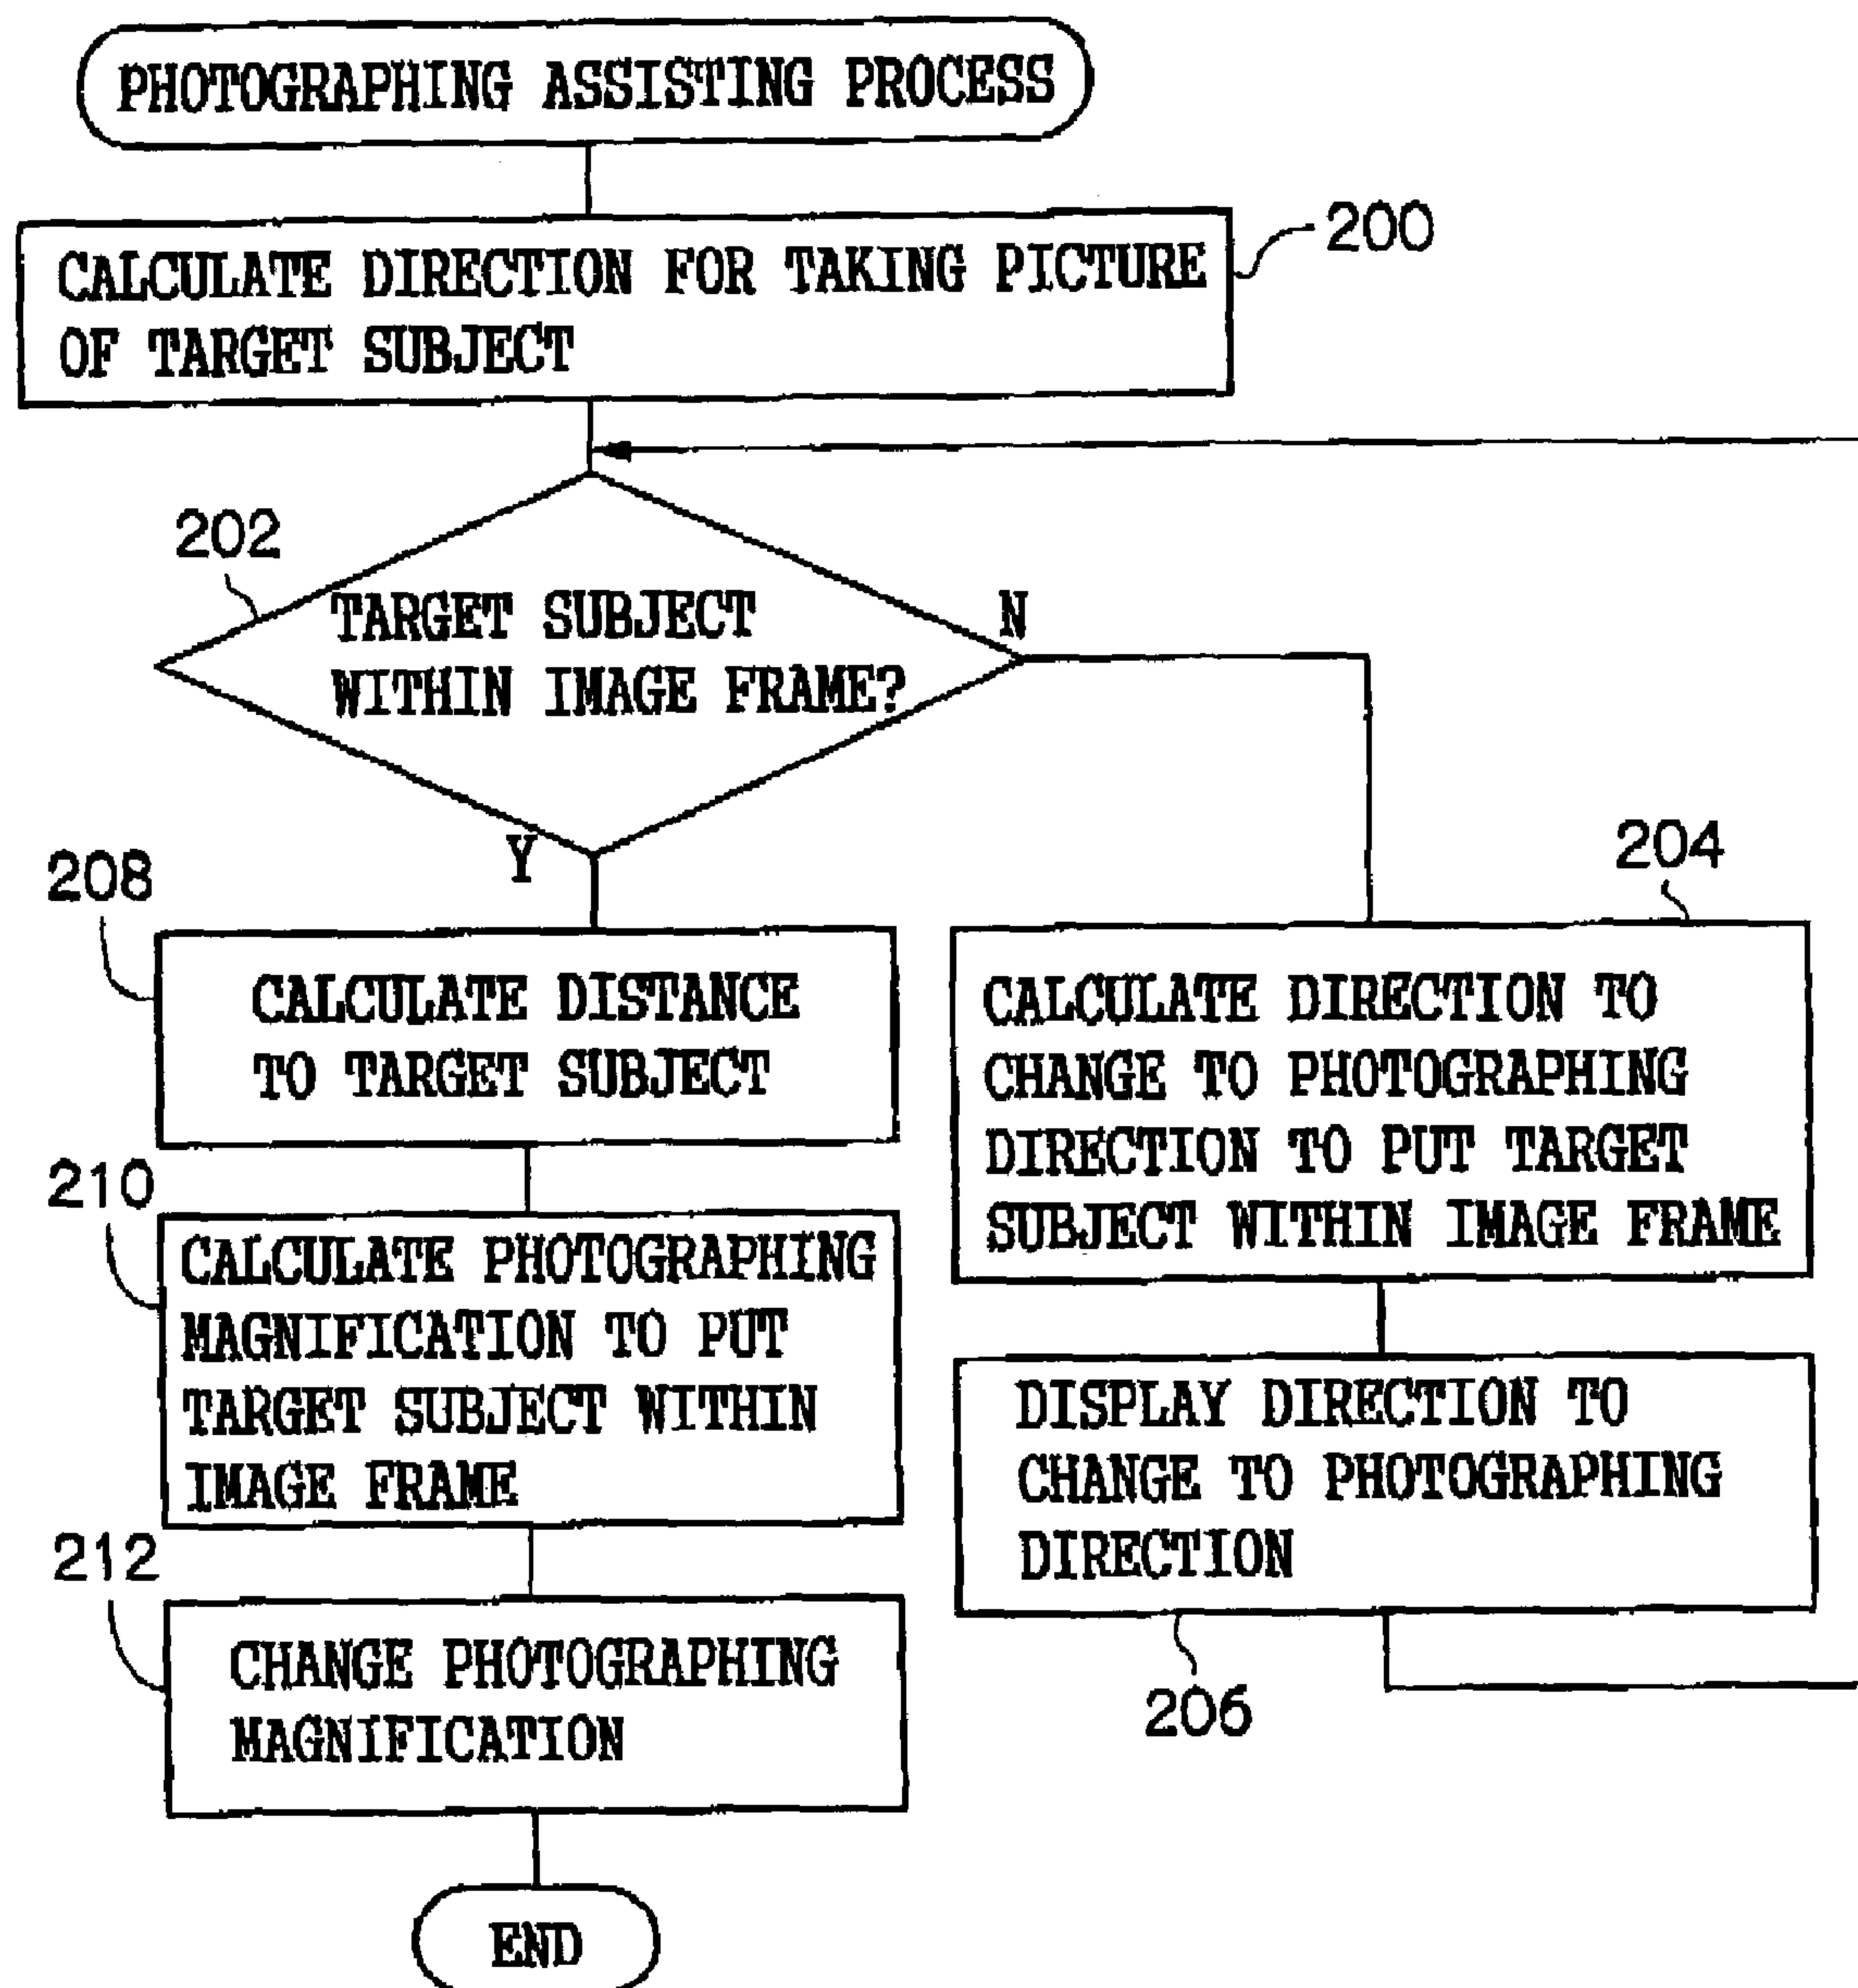 PHOTOGRAPHING ASSISTING PROCESS
200
CALCULATE DIRECTION FOR TAKING PICTURE
OF TARGET SUBJECT
202
TARGET SUBJECT
WITHIN IMAGE FRAME?
N
Y
208
CALCULATE DISTANCE
TO TARGET SUBJECT
204
CALCULATE DIRECTION TO
CHANGE TO PHOTOGRAPHING
DIRECTION TO PUT TARGET
SUBJECT WITHIN IMAGE FRAME
210
CALCULATE PHOTOGRAPHING
MAGNIFICATION TO PUT
TARGET SUBJECT WITHIN
IMAGE FRAME
DISPLAY DIRECTION TO
CHANGE TO PHOTOGRAPHING
DIRECTION
206
212
CHANGE PHOTOGRAPHING
MAGNIFICATION
END